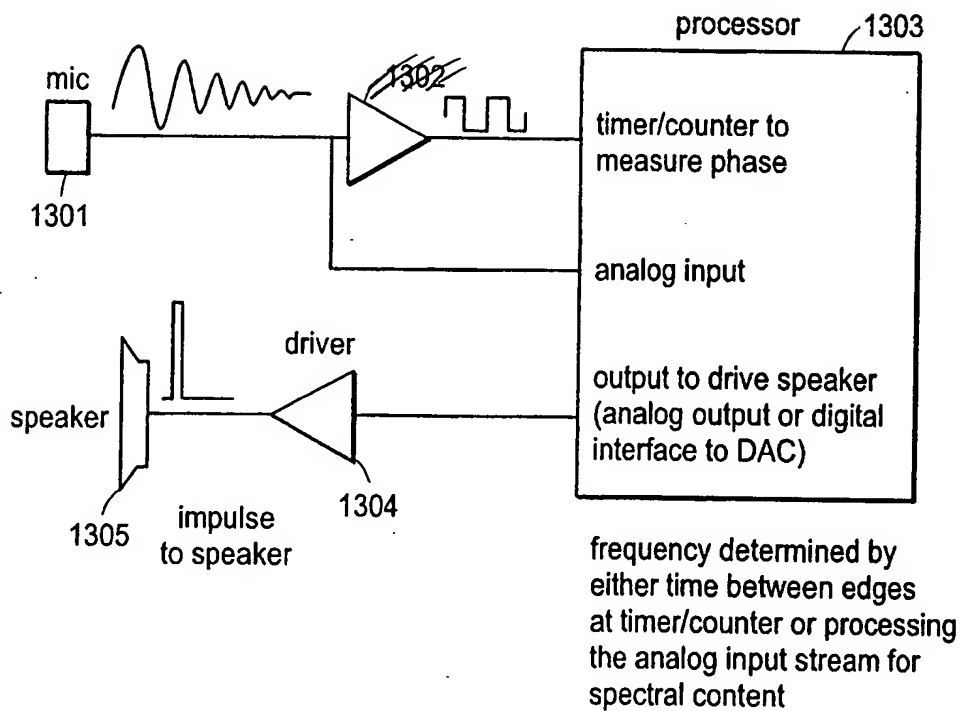 processor
1303
mic
1302
timer/counter to
measure phase
1301
analog input
driver
output to drive speaker
(analog output or digital
interface to DAC)
speaker
1305
impulse
to speaker
1304
frequency determined by
either time between edges
at timer/counter or processing
the analog input stream for
spectral content